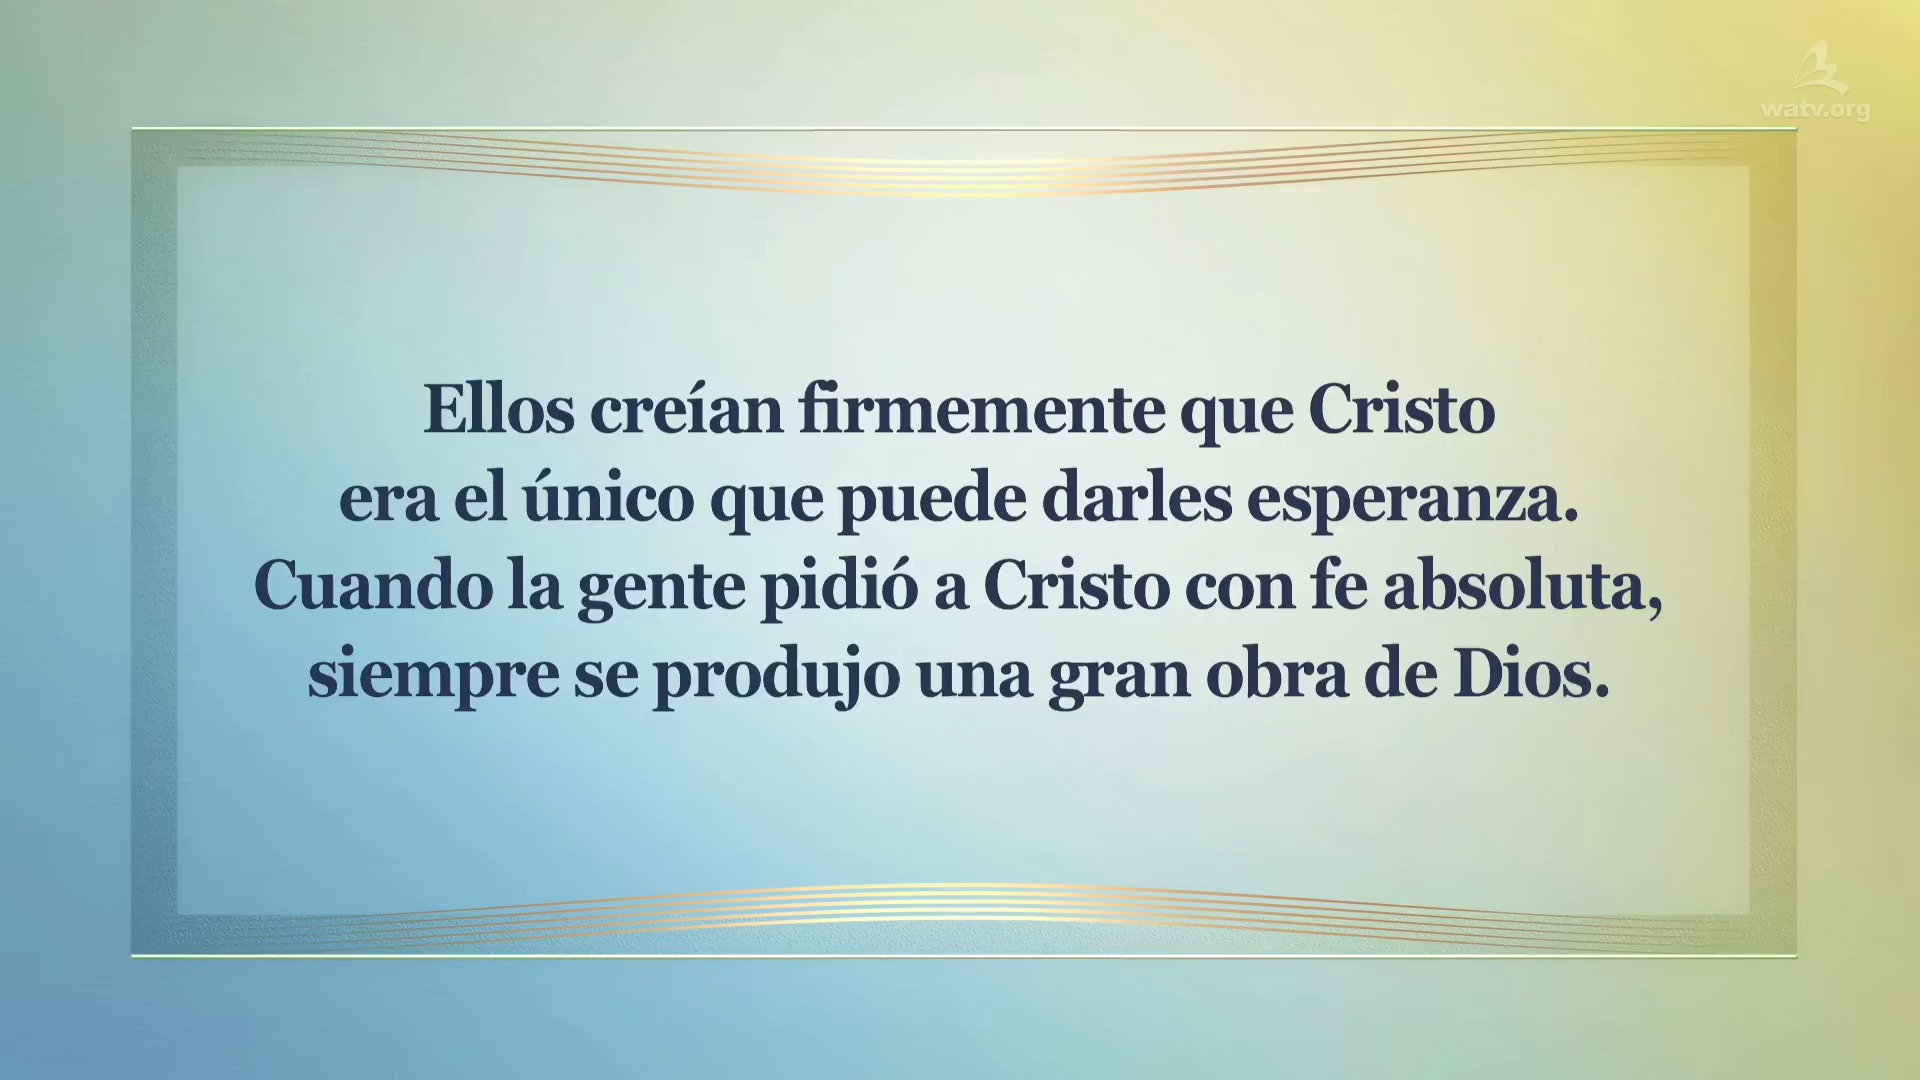 watv.org
Ellos creían firmemente que Cristo
era el único que puede darles esperanza.
Cuando la gente pidió a Cristo con fe absoluta,
siempre se produjo una gran obra de Dios.